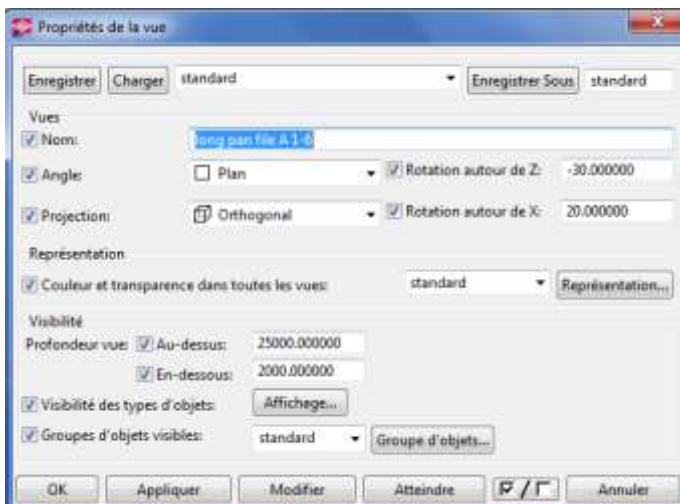 Propriétés de la vue
Enregistrer Charger standard Enregistrer Sous standard
Vues
Nom: long pan file A 1-6
Angle: Plan Rotation autour de Z: -30.000000
Projection: Orthogonal Rotation autour de X: 20.000000
Représentation
Couleur et transparence dans toutes les vues: standard Représentation...
Visibilité
Profondeur vue: Au-dessus: 25000.000000
En-dessous: 2000.000000
Visibilité des types d'objets: Affichage...
Groupes d'objets visibles: standard Groupe d'objets...
OK Appliquer Modifier Atteindre / Annuler